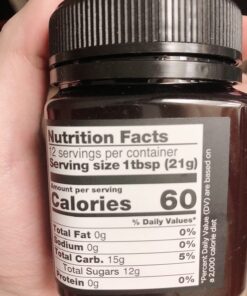 Nutrition Facts
12 servings per container
Serving size 1tbsp (21g)
Amount per serving
Calories 60
% Daily Values*
Total Fat 0g 0%
Sodium 0g 0%
Total Carb. 15g 5%
Total Sugars 12g
Protein 0g 0%
*Percent Daily Value (DV) are based on
a 2,000 calorie diet